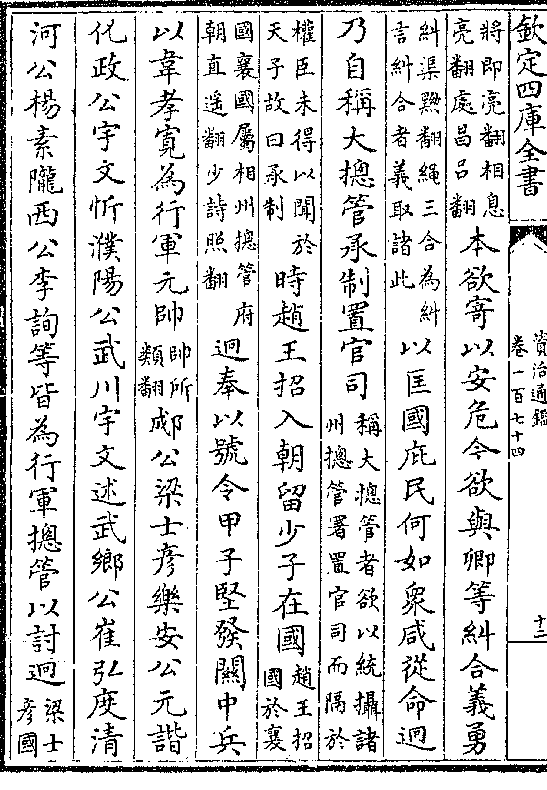 欽定四庫全書
資治通鑑
卷一百七十四
十二
將即亮翻相息
亮翻處昌呂翻
本欲寄以安危今欲與卿等糾合義勇
糾渠黝翻繩三合為糾
言糾合者義取諸此
以匡國庇民何如衆咸從命迥
乃自稱大摠管承制置官司
稱大摠管者欲以統攝諸
州摠管署置官司而隔於
權臣未得以聞於
天子故曰承制
時趙王招入朝留少子在國
趙王招
國於襄
國襄國屬相州摠管府
朝直遥翻少詩照翻
迥奉以號令甲子堅發關中兵
以韋孝寛為行軍元帥
帥所
類翻
郕公梁士彦樂安公元諧
化政公宇文忻濮陽公武川宇文述武鄉公崔弘度清
河公楊素隴西公李詢等皆為行軍摠管以討迥
梁士
彦國